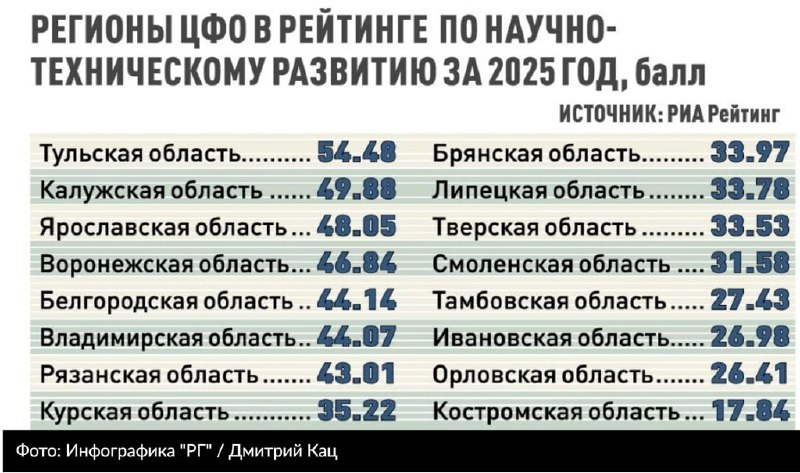 РЕГИОНЫ ЦФО В РЕЙТИНГЕ ПО НАУЧНО-
ТЕХНИЧЕСКОМУ РАЗВИТИЮ ЗА 2025 ГОД, балл
ИСТОЧНИК: РИА Рейтинг
Тульская область.......... 54.48
Калужская область ...... 49.88
Ярославская область... 48.05
Воронежская область... 46.84
Белгородская область .. 44.14
Владимирская область.. 44.07
Рязанская область ....... 43.01
Курская область ........... 35.22
Брянская область......... 33.97
Липецкая область......... 33.78
Тверская область.......... 33.53
Смоленская область .... 31.58
Тамбовская область...... 27.43
Ивановская область...... 26.98
Орловская область....... 26.41
Костромская область.... 17.84
Фото: Инфографика "РГ" / Дмитрий Кац